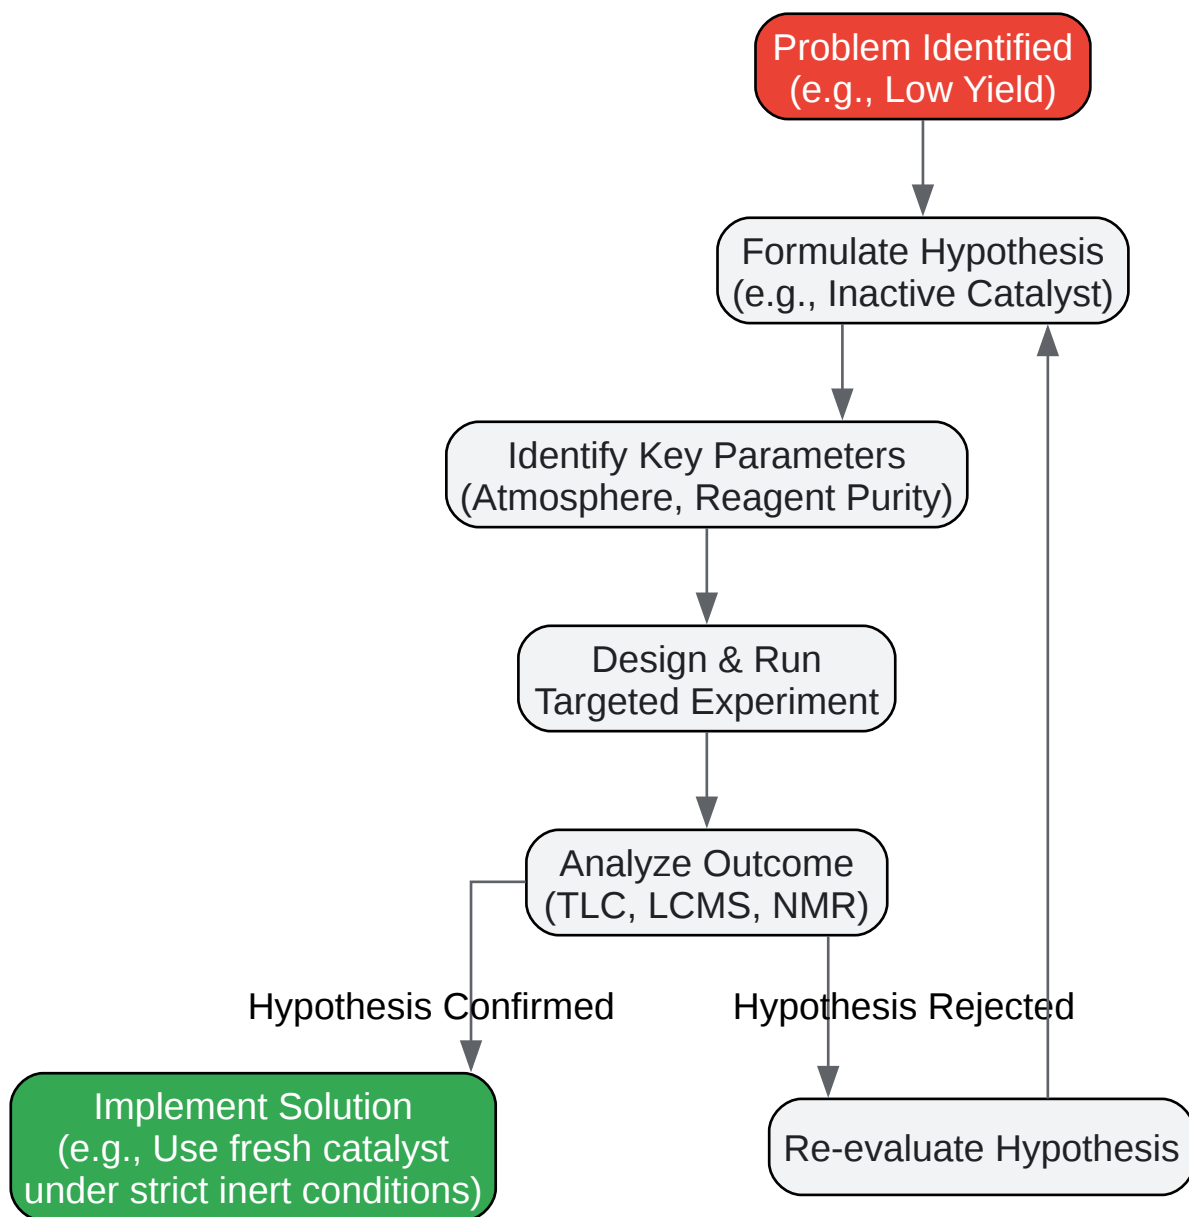 Problem Identified
(e.g., Low Yield)
Formulate Hypothesis
(e.g., Inactive Catalyst)
Identify Key Parameters
(Atmosphere, Reagent Purity)
Design & Run
Targeted Experiment
Analyze Outcome
(TLC, LCMS, NMR)
Hypothesis Confirmed
Hypothesis Rejected
Implement Solution
(e.g., Use fresh catalyst
under strict inert conditions)
Re-evaluate Hypothesis